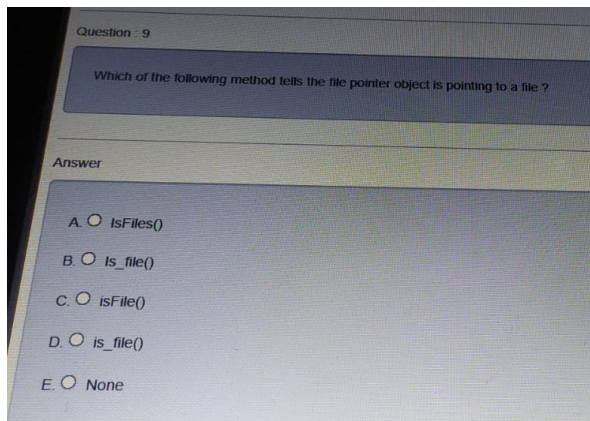 Question : 9
Which of the following method tells the file pointer object is pointing to a file ?
Answer
A. IsFiles()
B. Is_file()
C. isFile()
D. is_file()
E. None